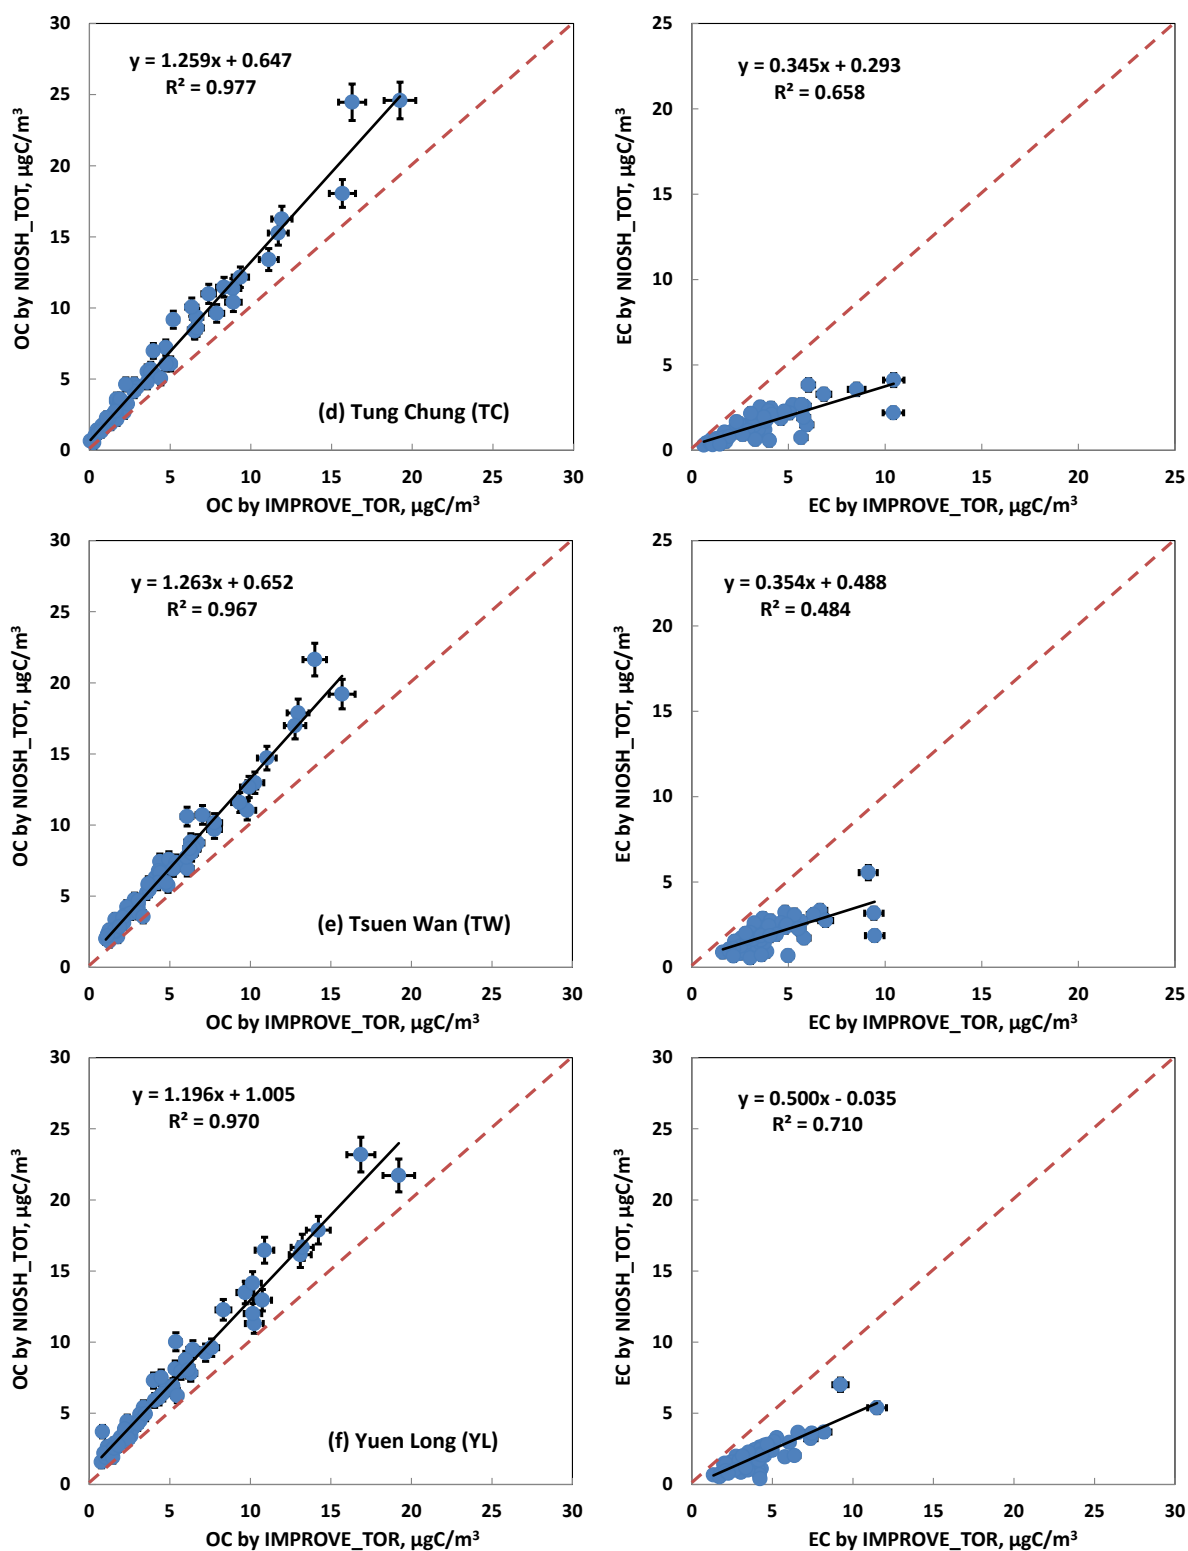 30
25
20
15
10
5
0
OC by NIOSH_TOT, µgC/m³
y = 1.259x + 0.647
R² = 0.977
(d) Tung Chung (TC)
0 5 10 15 20 25 30
OC by IMPROVE_TOR, µgC/m³
25
20
15
10
5
0
EC by NIOSH_TOT, µgC/m³
y = 0.345x + 0.293
R² = 0.658
0 5 10 15 20 25
EC by IMPROVE_TOR, µgC/m³
30
25
20
15
10
5
0
OC by NIOSH_TOT, µgC/m³
y = 1.263x + 0.652
R² = 0.967
(e) Tsuen Wan (TW)
0 5 10 15 20 25 30
OC by IMPROVE_TOR, µgC/m³
25
20
15
10
5
0
EC by NIOSH_TOT, µgC/m³
y = 0.354x + 0.488
R² = 0.484
0 5 10 15 20 25
EC by IMPROVE_TOR, µgC/m³
30
25
20
15
10
5
0
OC by NIOSH_TOT, µgC/m³
y = 1.196x + 1.005
R² = 0.970
(f) Yuen Long (YL)
0 5 10 15 20 25 30
OC by IMPROVE_TOR, µgC/m³
30
25
20
15
10
5
0
EC by NIOSH_TOT, µgC/m³
y = 0.500x - 0.035
R² = 0.710
0 5 10 15 20 25 30
EC by IMPROVE_TOR, µgC/m³